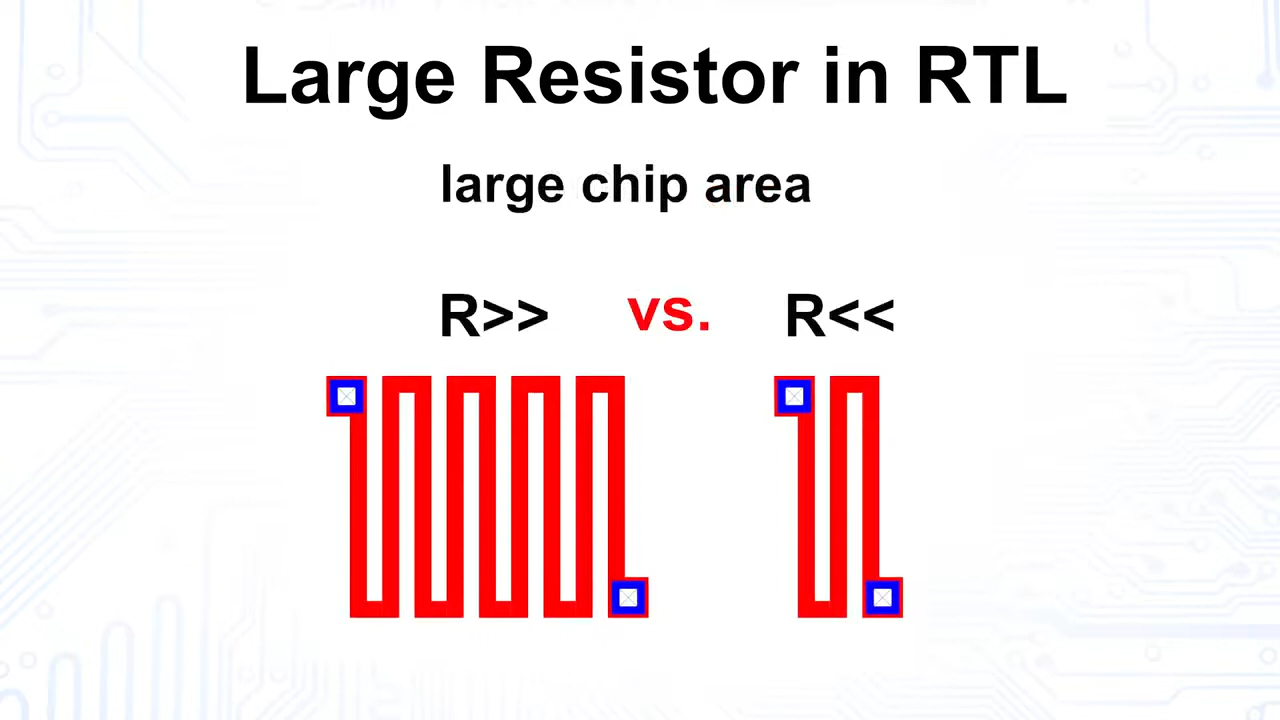 Large Resistor in RTL
large chip area
R>> vs. R<<